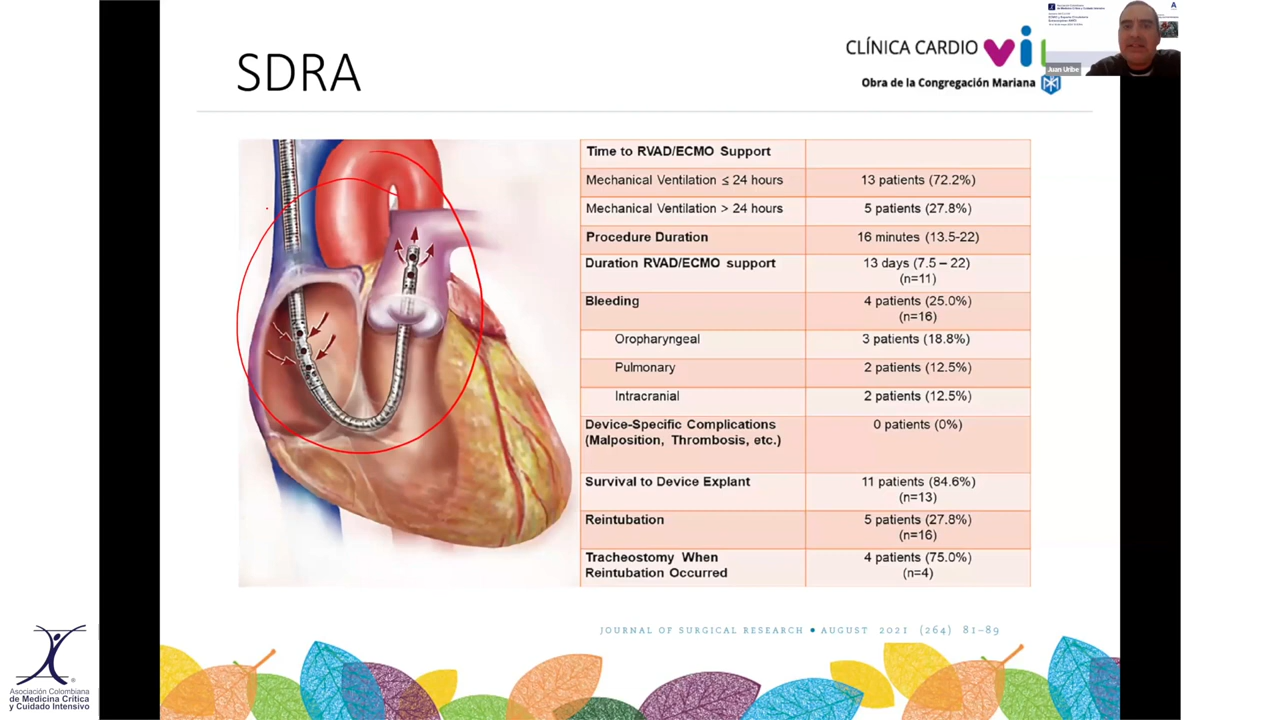 SDRA
CLÍNICA CARDIO
Obra de la Congregación Mariana
Juan Uribe
Time to RVAD/ECMO Support
Mechanical Ventilation ≤ 24 hours 13 patients (72.2%)
Mechanical Ventilation > 24 hours 5 patients (27.8%)
Procedure Duration 16 minutes (13.5-22)
Duration RVAD/ECMO support 13 days (7.5 – 22)
(n=11)
Bleeding 4 patients (25.0%)
(n=16)
Oropharyngeal 3 patients (18.8%)
Pulmonary 2 patients (12.5%)
Intracranial 2 patients (12.5%)
Device-Specific Complications 0 patients (0%)
(Malposition, Thrombosis, etc.)
Survival to Device Explant 11 patients (84.6%)
(n=13)
Reintubation 5 patients (27.8%)
(n=16)
Tracheostomy When 4 patients (75.0%)
Reintubation Occurred (n=4)
JOURNAL OF SURGICAL RESEARCH • AUGUST 2021 (264) 81–89
Asociación Colombiana
de Medicina Crítica
y Cuidado Intensivo